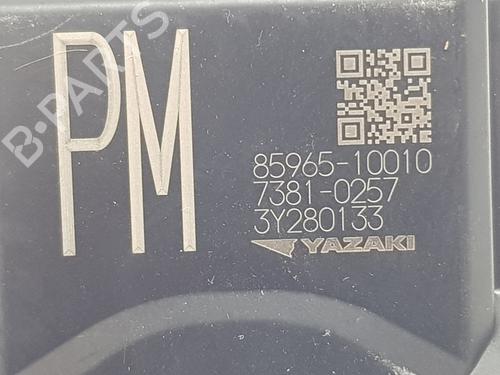 PM
85965-10010
7381-0257
3Y280133
YAZAKI
B-PARTS